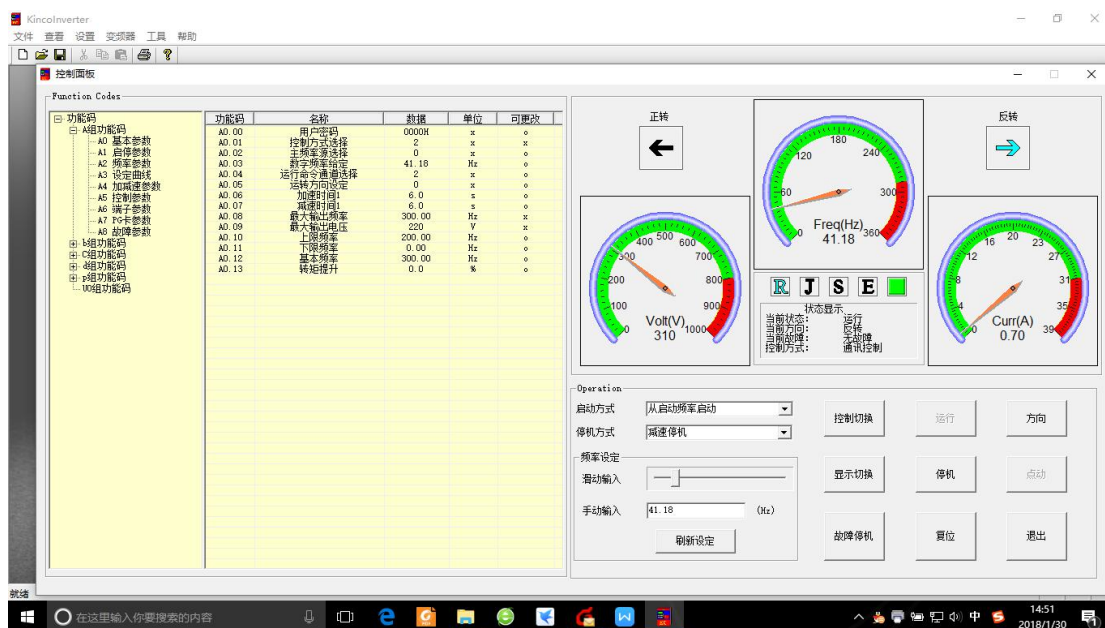 KincoInverter
文件 查看 设置 变频器 工具 帮助
控制面板
Function Codes
功能码
A组功能码
A0 基本参数
A1 启停参数
A2 频率参数
A3 设定曲线
A4 加减速参数
A5 控制参数
A6 端子参数
A7 PG卡参数
A8 故障参数
b组功能码
C组功能码
d组功能码
p组功能码
U0组功能码
功能码 名称 数据 单位 可更改
A0.00 用户密码 0000H x o
A0.01 控制方式选择 2 x x
A0.02 主频率源选择 0 x o
A0.03 数字频率给定 41.18 Hz o
A0.04 运行命令通道选择 2 x o
A0.05 运转方向设定 0 x o
A0.06 加速时间1 6.0 s o
A0.07 减速时间1 6.0 s o
A0.08 最大输出频率 300.00 Hz x
A0.09 最大输出电压 220 V x
A0.10 上限频率 200.00 Hz o
A0.11 下限频率 0.00 Hz o
A0.12 基本频率 300.00 Hz o
A0.13 转矩提升 0.0 % o
正转
反转
0 60 120 180 240 300 360
Freq(Hz)
41.18
0 100 200 300 400 500 600 700 800 900 1000
Volt(V)
310
0 4 8 12 16 20 23 27 31 35 39
Curr(A)
0.70
R J S E
状态显示
当前状态: 运行
当前方向: 反转
当前故障: 无故障
控制方式: 通讯控制
Operation
启动方式 从启动频率启动
停机方式 减速停机
频率设定
滑动输入
手动输入 41.18 (Hz)
刷新设定
控制切换 运行 方向
显示切换 停机 点动
故障停机 复位 退出
就绪
在这里输入你要搜索的内容
中
14:51
2018/1/30